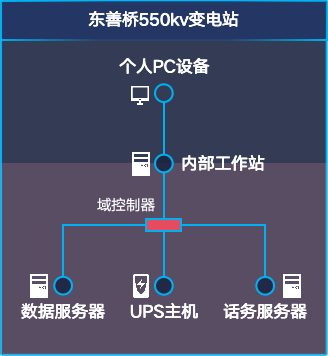 东善桥550kv变电站
个人PC设备
内部工作站
域控制器
数据服务器
UPS主机
话务服务器